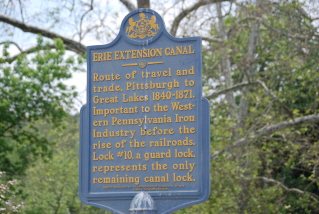 ERIE EXTENSION CANAL
Route of travel and
trade, Pittsburgh to
Great Lakes 1840-1871.
Important to the West-
ern Pennsylvania Iron
Industry before the
rise of the railroads.
Lock #10, a guard lock,
represents the only
remaining canal lock.